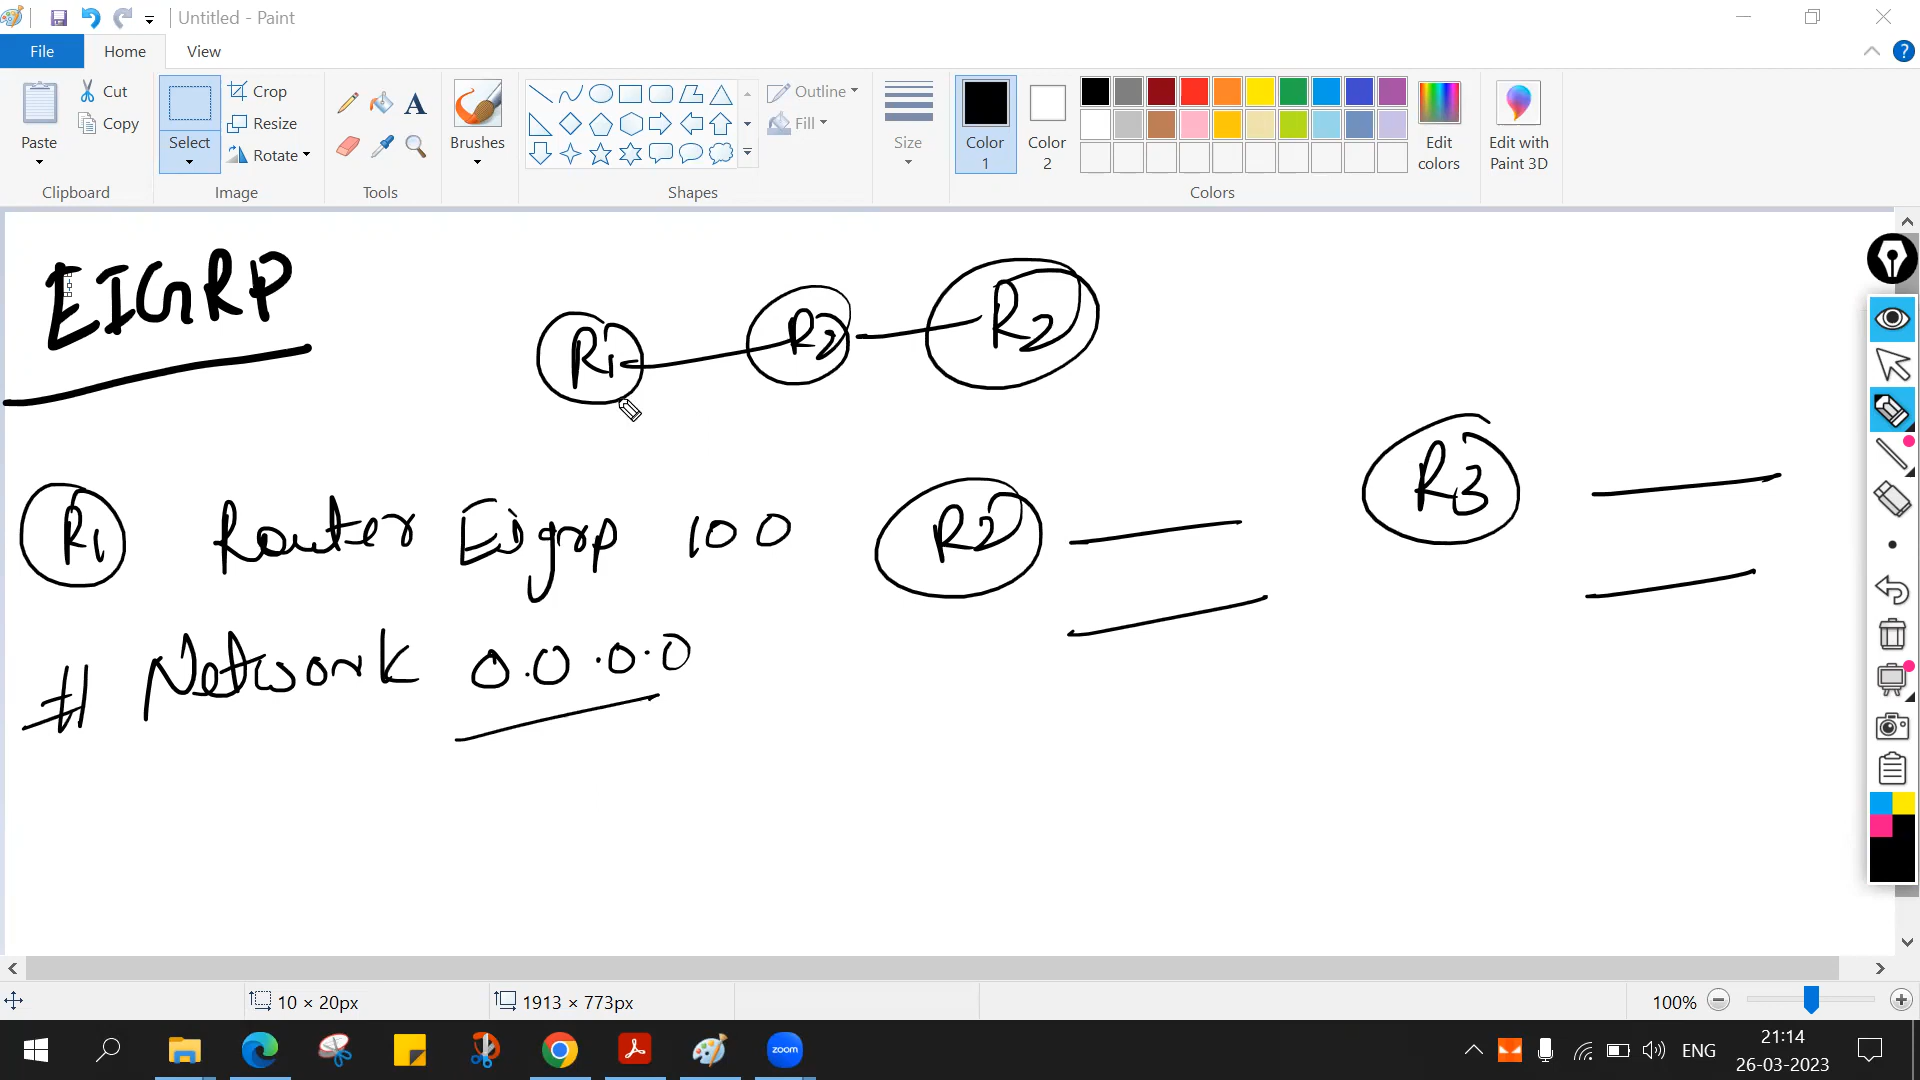 Untitled - Paint
File Home View
Paste
Cut
Copy
Clipboard
Select
Crop
Resize
Rotate
Image
Tools
Brushes
Shapes
Outline
Fill
Size
Color 1
Color 2
Colors
Edit colors
Edit with Paint 3D
EIGRP
R1 R2 R2
R1 Router Eigrp 100 R2 R3
# Network 0.0.0.0
10 × 20px 1913 × 773px 100%
zoom
ENG
21:14
26-03-2023